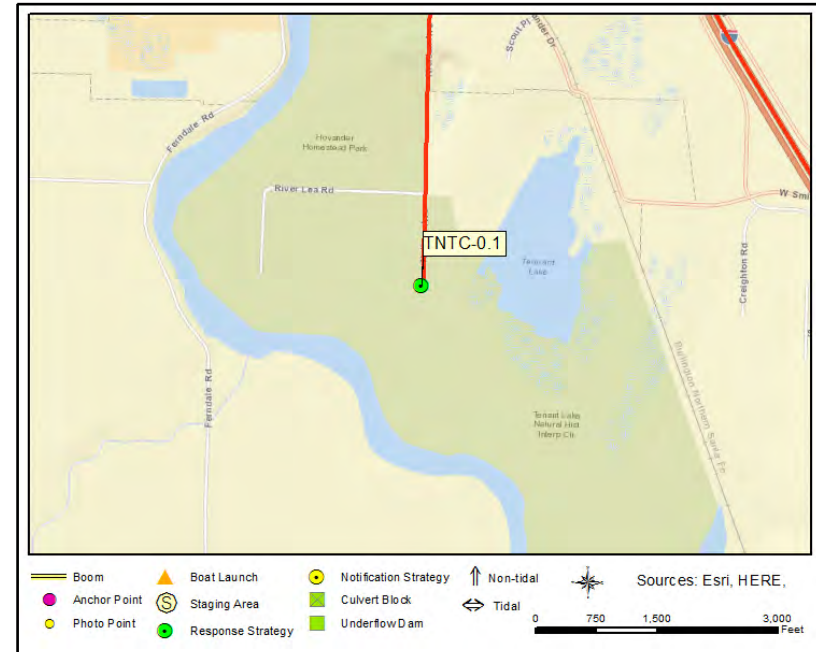 Scout Pl
ander Dr
5
Ferndale Rd
Hovander
Homestead Park
River Lea Rd
W Smi
TNTC-0.1
Tennant
Lake
Creighton Rd
Burlington Northern Santa Fe
Ferndale Rd
Tennant Lake
Natural Hist
Interp Ctr
Boom
Boat Launch
Notification Strategy
Non-tidal
Sources: Esri, HERE,
Anchor Point
S
Staging Area
Culvert Block
Tidal
Photo Point
Response Strategy
Underflow Dam
0 750 1,500 3,000
Feet